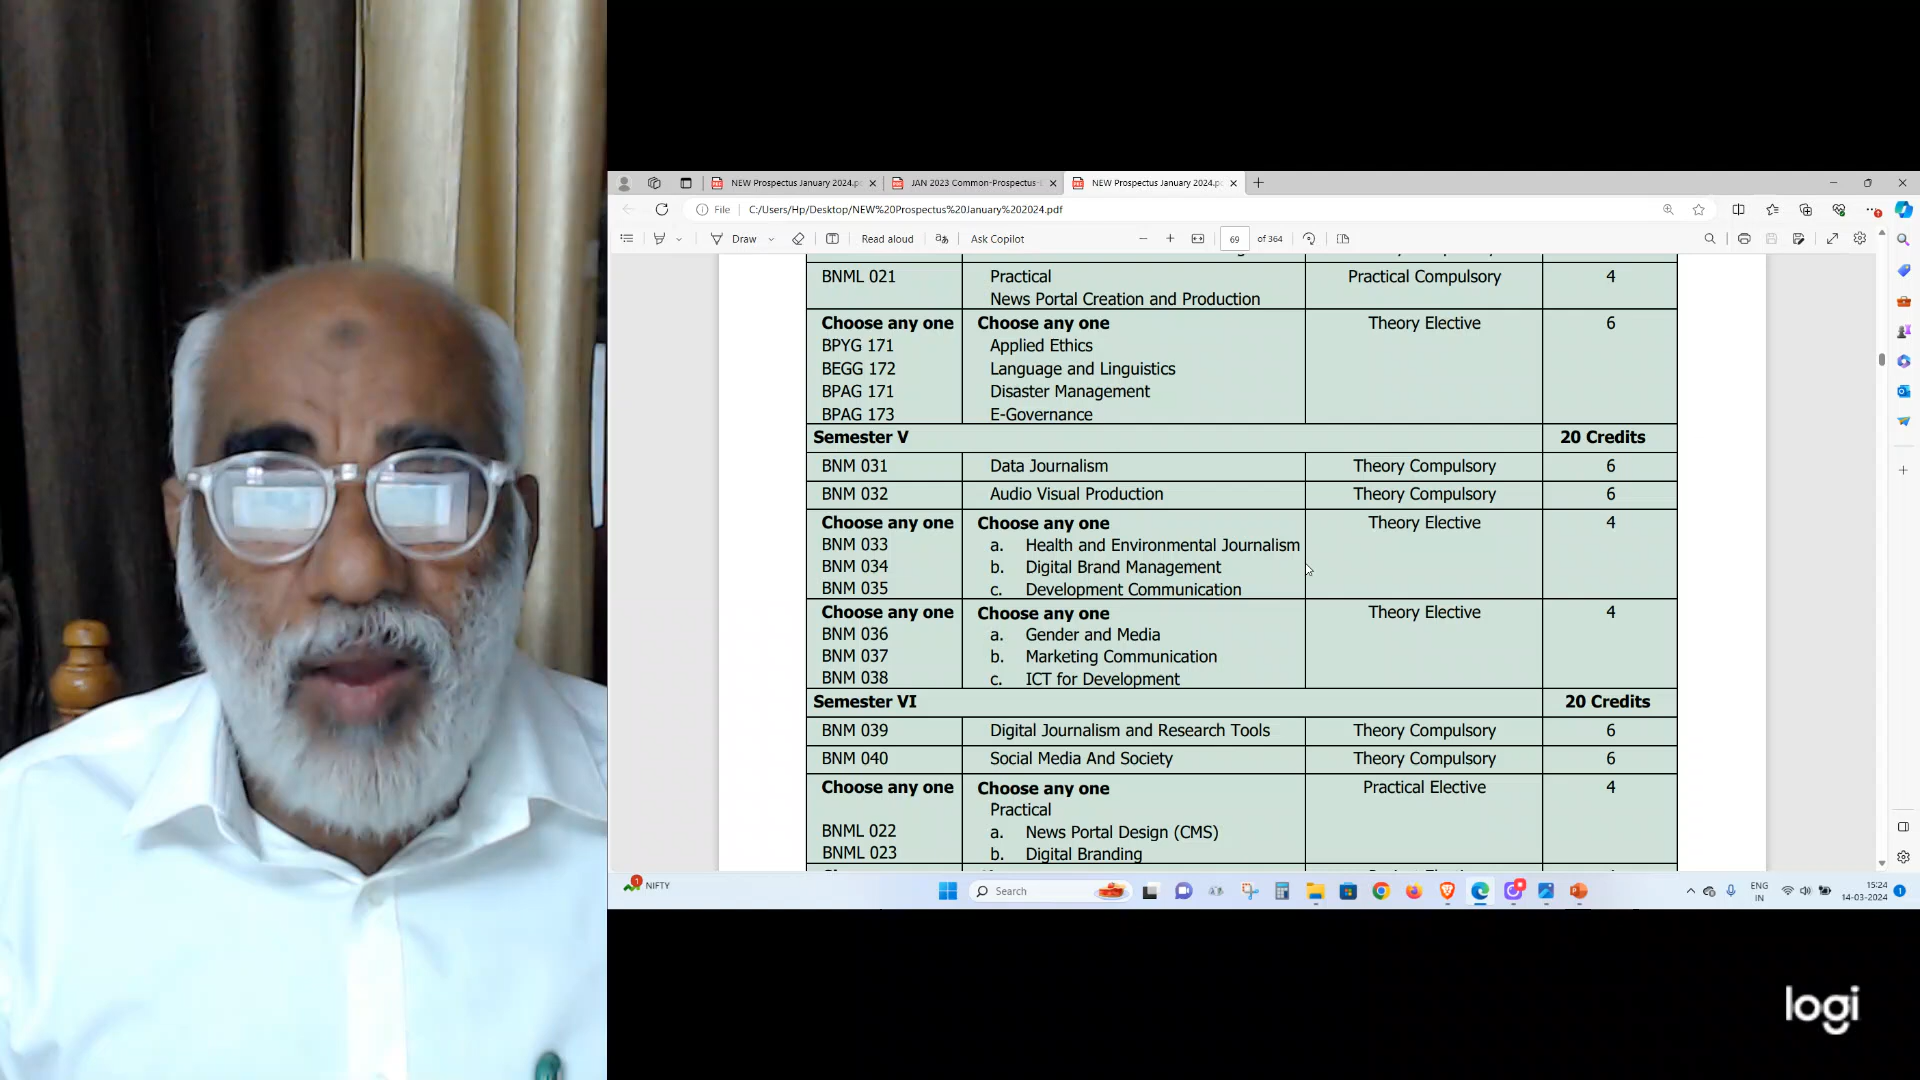 NEW Prospectus January 2024.p
JAN 2023 Common-Prospectus-
NEW Prospectus January 2024.p
File
C:/Users/Hp/Desktop/NEW%20Prospectus%20January%202024.pdf
Draw
Read aloud
Ask Copilot
69
of 364
BNML 021 Practical Practical Compulsory 4
News Portal Creation and Production
Choose any one Choose any one Theory Elective 6
BPYG 171 Applied Ethics
BEGG 172 Language and Linguistics
BPAG 171 Disaster Management
BPAG 173 E-Governance
Semester V 20 Credits
BNM 031 Data Journalism Theory Compulsory 6
BNM 032 Audio Visual Production Theory Compulsory 6
Choose any one Choose any one Theory Elective 4
BNM 033 a. Health and Environmental Journalism
BNM 034 b. Digital Brand Management
BNM 035 c. Development Communication
Choose any one Choose any one Theory Elective 4
BNM 036 a. Gender and Media
BNM 037 b. Marketing Communication
BNM 038 c. ICT for Development
Semester VI 20 Credits
BNM 039 Digital Journalism and Research Tools Theory Compulsory 6
BNM 040 Social Media And Society Theory Compulsory 6
Choose any one Choose any one Practical Elective 4
Practical
BNML 022 a. News Portal Design (CMS)
BNML 023 b. Digital Branding
1
NIFTY
Search
ENG
IN
15:24
14-03-2024
1
logi